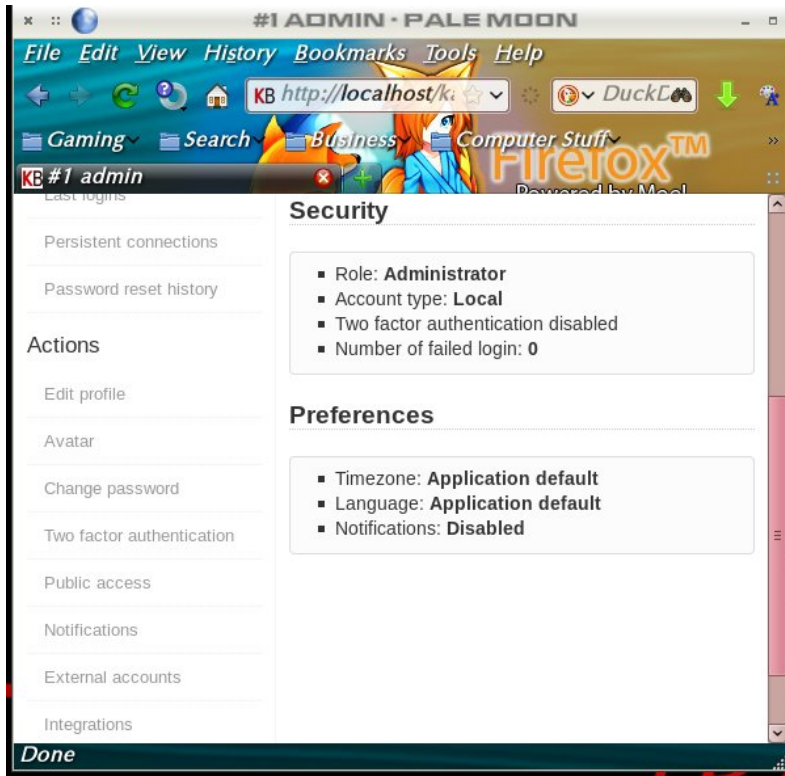 #1 ADMIN · PALE MOON
File Edit View History Bookmarks Tools Help
KB http://localhost/ka DuckD
Gaming Search Business Computer Stuff
Firefox™
KB #1 admin
Powered by Moe!
Last logins
Persistent connections
Password reset history
Actions
Edit profile
Avatar
Change password
Two factor authentication
Public access
Notifications
External accounts
Integrations
Security
Role: Administrator
Account type: Local
Two factor authentication disabled
Number of failed login: 0
Preferences
Timezone: Application default
Language: Application default
Notifications: Disabled
Done